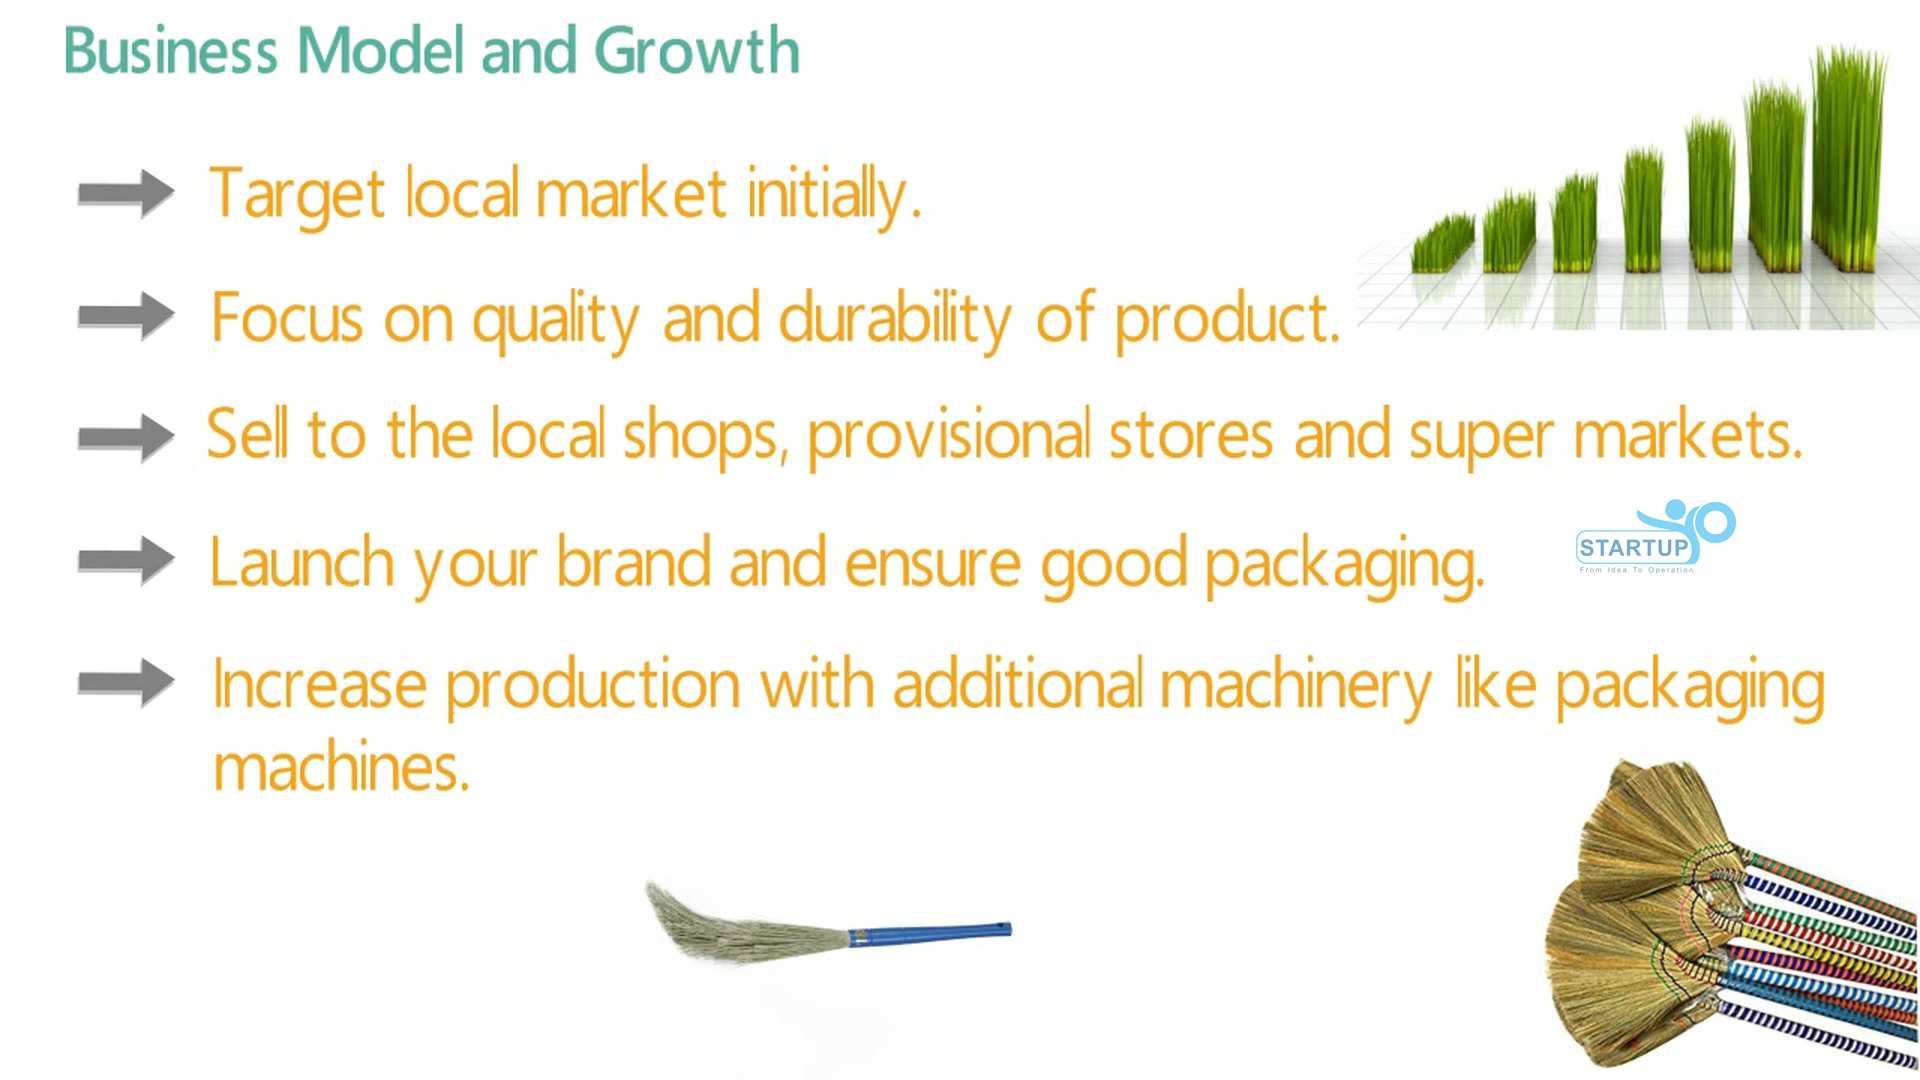 Business Model and Growth
Target local market initially.
Focus on quality and durability of product.
Sell to the local shops, provisional stores and super markets.
Launch your brand and ensure good packaging.
STARTUP
From Idea To Operation
Increase production with additional machinery like packaging
machines.